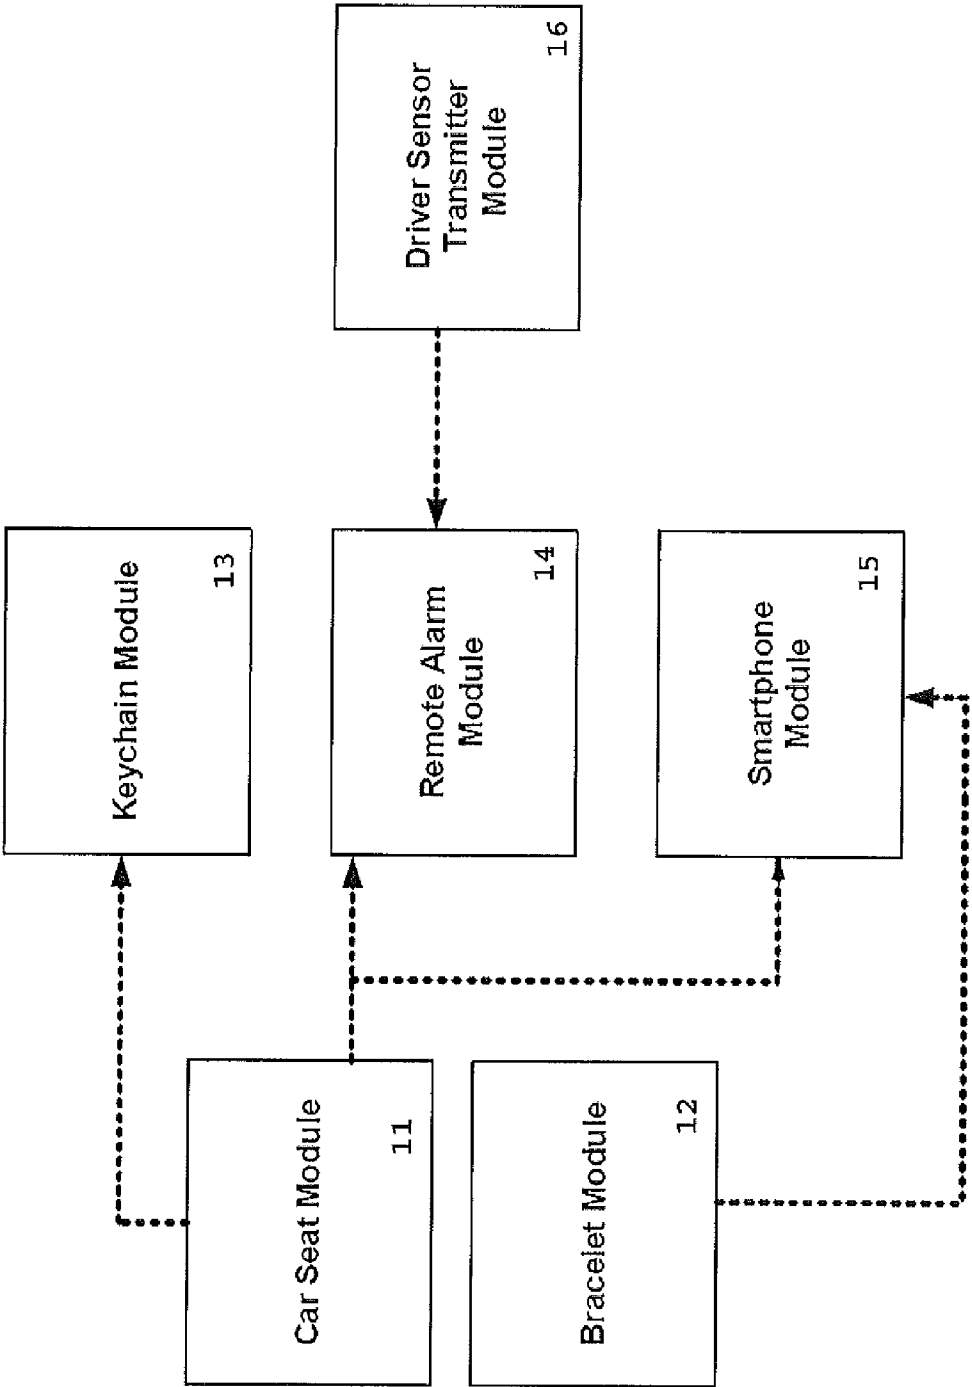 Car Seat Module
11
Bracelet Module
12
Keychain Module
13
Remote Alarm
Module
14
Smartphone
Module
15
Driver Sensor
Transmitter
Module
16